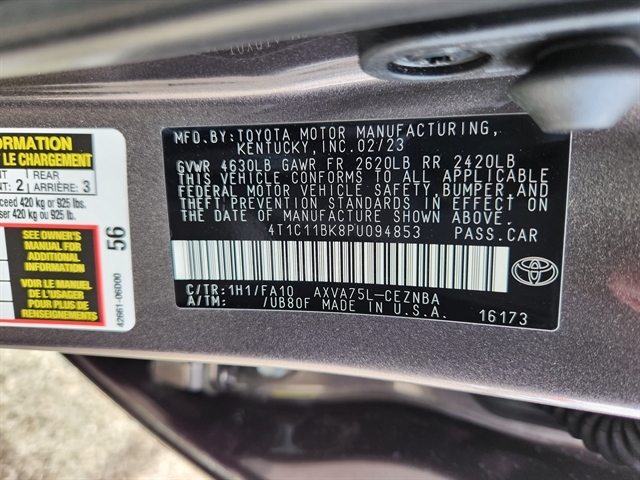 MFD.BY:TOYOTA MOTOR MANUFACTURING,
KENTUCKY, INC. 02/23
GVWR 4630LB GAWR FR 2620LB RR 2420LB
THIS VEHICLE CONFORMS TO ALL APPLICABLE
FEDERAL MOTOR VEHICLE SAFETY, BUMPER, AND
THEFT PREVENTION STANDARDS IN EFFECT ON
THE DATE OF MANUFACTURE SHOWN ABOVE.
4T1C11BK8PU094853 PASS.CAR
C/TR: 1H1/FA10 AXVA75L-CEZNBA
A/TM: /UB80F MADE IN U.S.A.
16173
LE CHARGEMENT
REAR
2 ARRIÈRE: 3
exceed 420 kg or 925 lbs.
420 kg ou 925 lb.
SEE OWNER'S
MANUAL FOR
ADDITIONAL
INFORMATION
VOIR LE MANUEL
DE L'USAGER
POUR PLUS DE
RENSEIGNEMENTS
56
42661-06D00